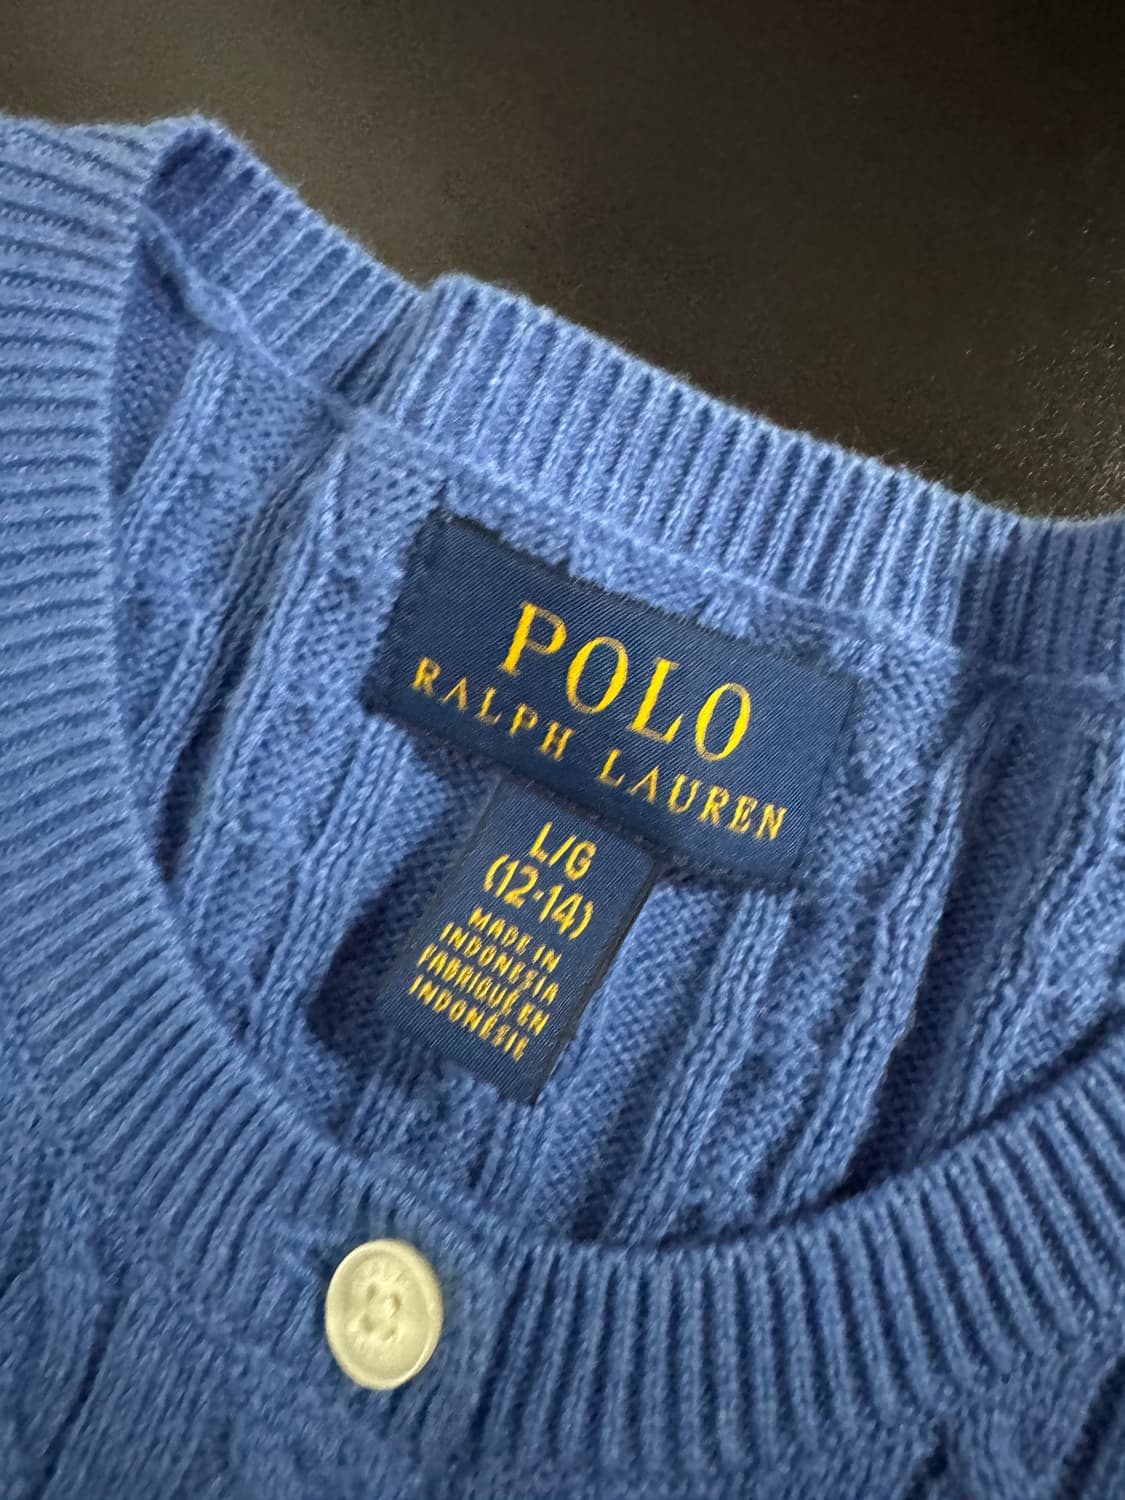 POLO
RALPH LAUREN
L/G
(12-14)
MADE IN
INDONESIA
FABRIQUÉ EN
INDONÉSIE